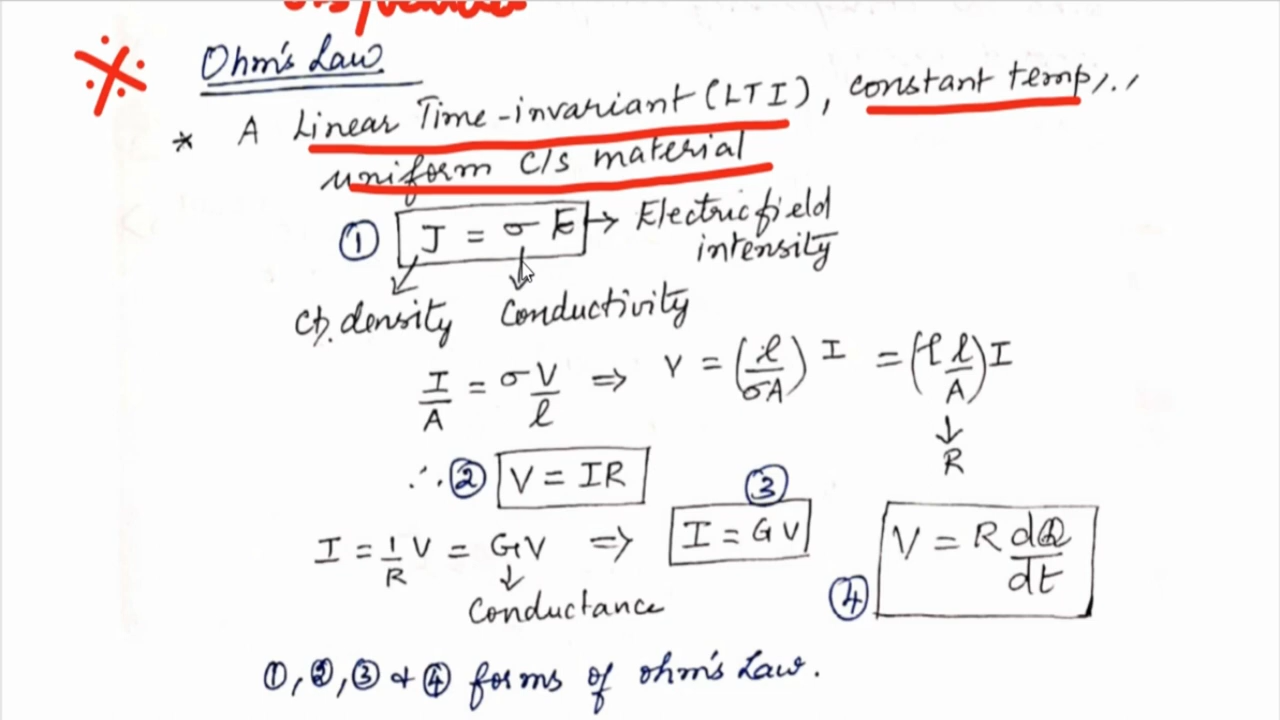 Ohm's Law
* A Linear Time-invariant (LTI), constant temp,
uniform C/s material
① J = σ E → Electric field
intensity
Ct. density Conductivity
I/A = σ V/l ⇒ V = (l/σA) I = (ρ l/A) I
↓
R
∴ ② V = IR
③
I = 1/R V = GV ⇒ I = GV
V = R dQ/dt
④
↓
Conductance
①, ②, ③ & ④ forms of ohm's Law.